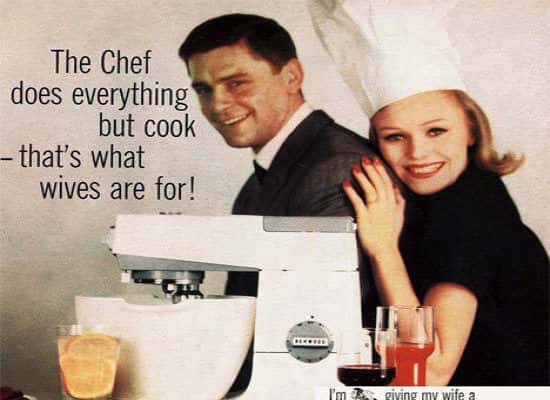 The Chef
does everything
but cook
– that's what
wives are for!
KENWOOD
I'm giving my wife a